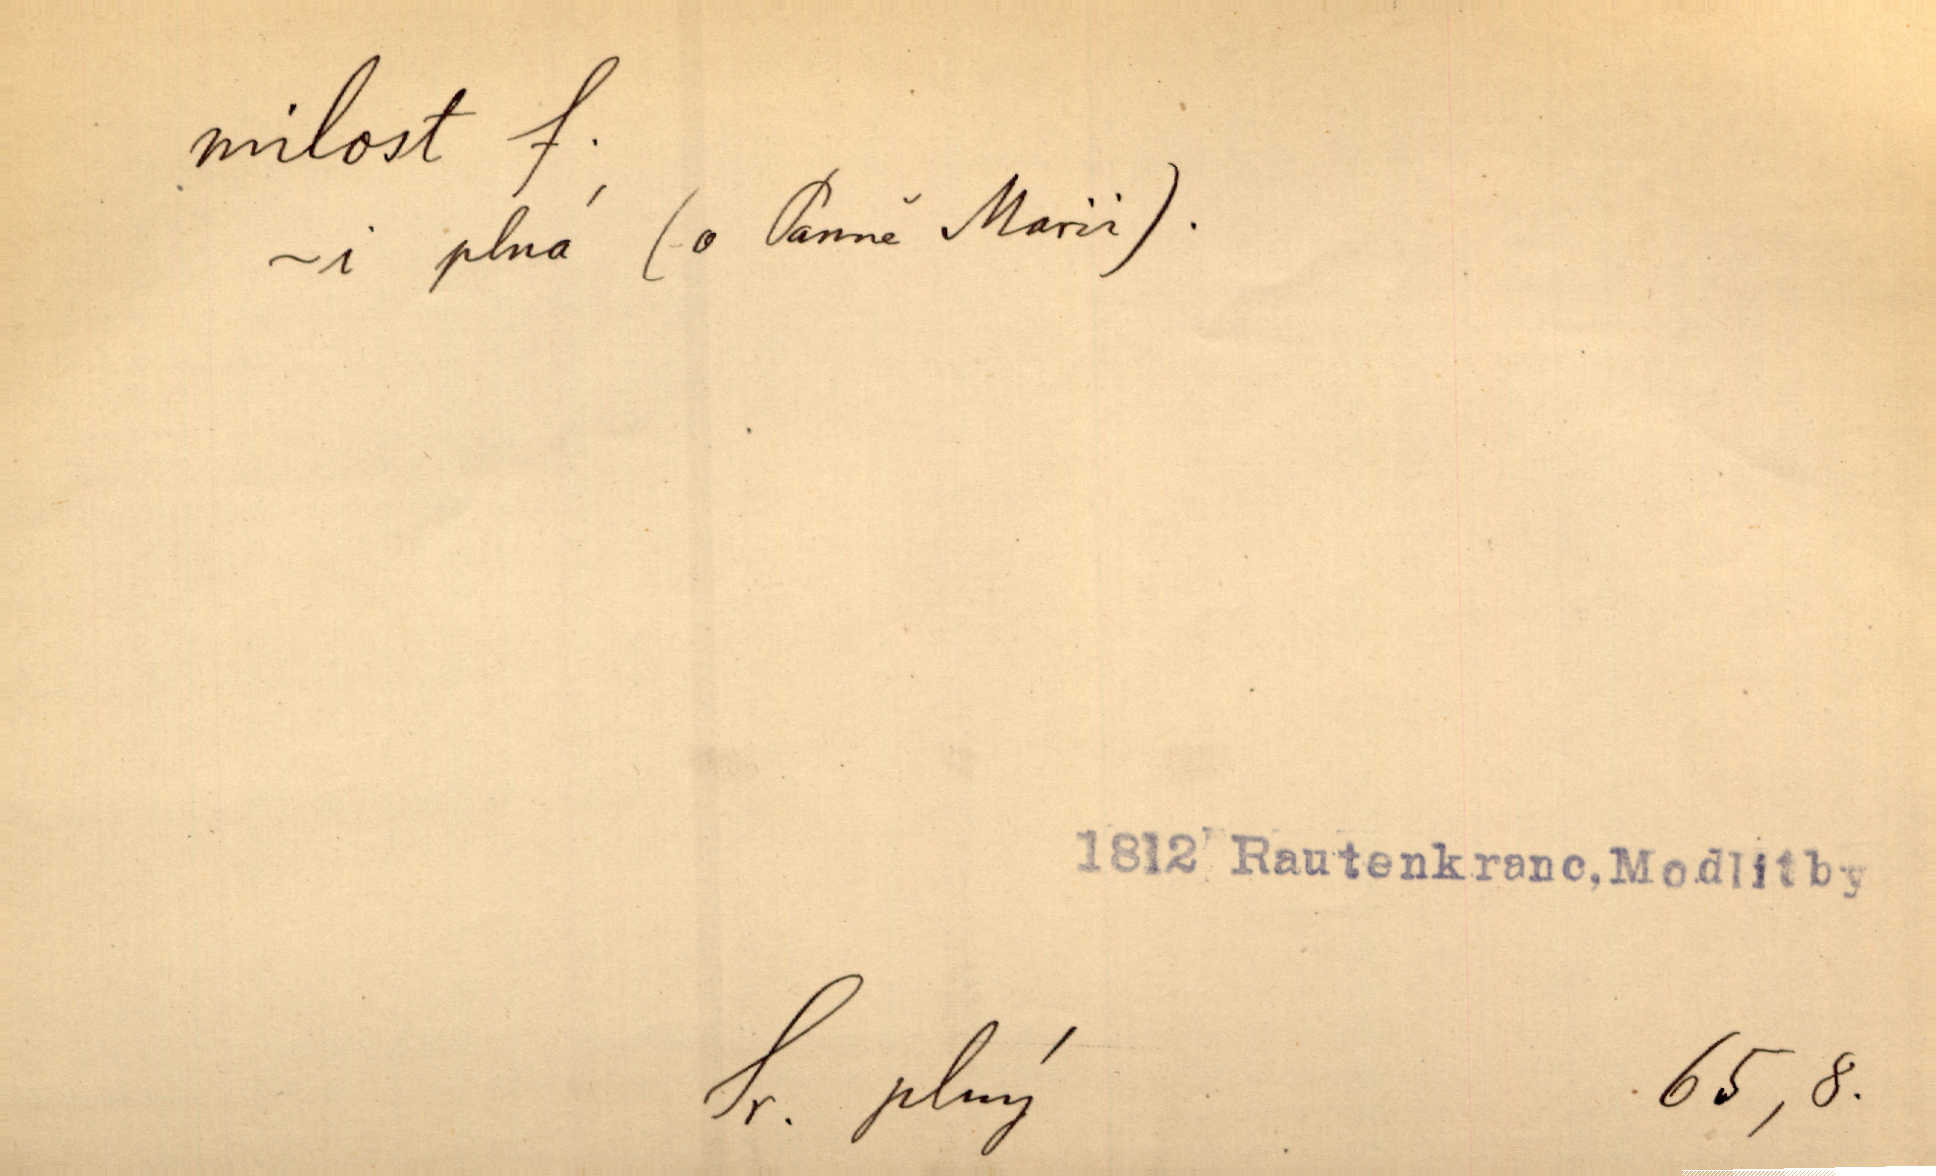 milost f.
~i plná (o Panně Marii).
1812 Rautenkranc, Modlitby
Sr. plný 65, 8.